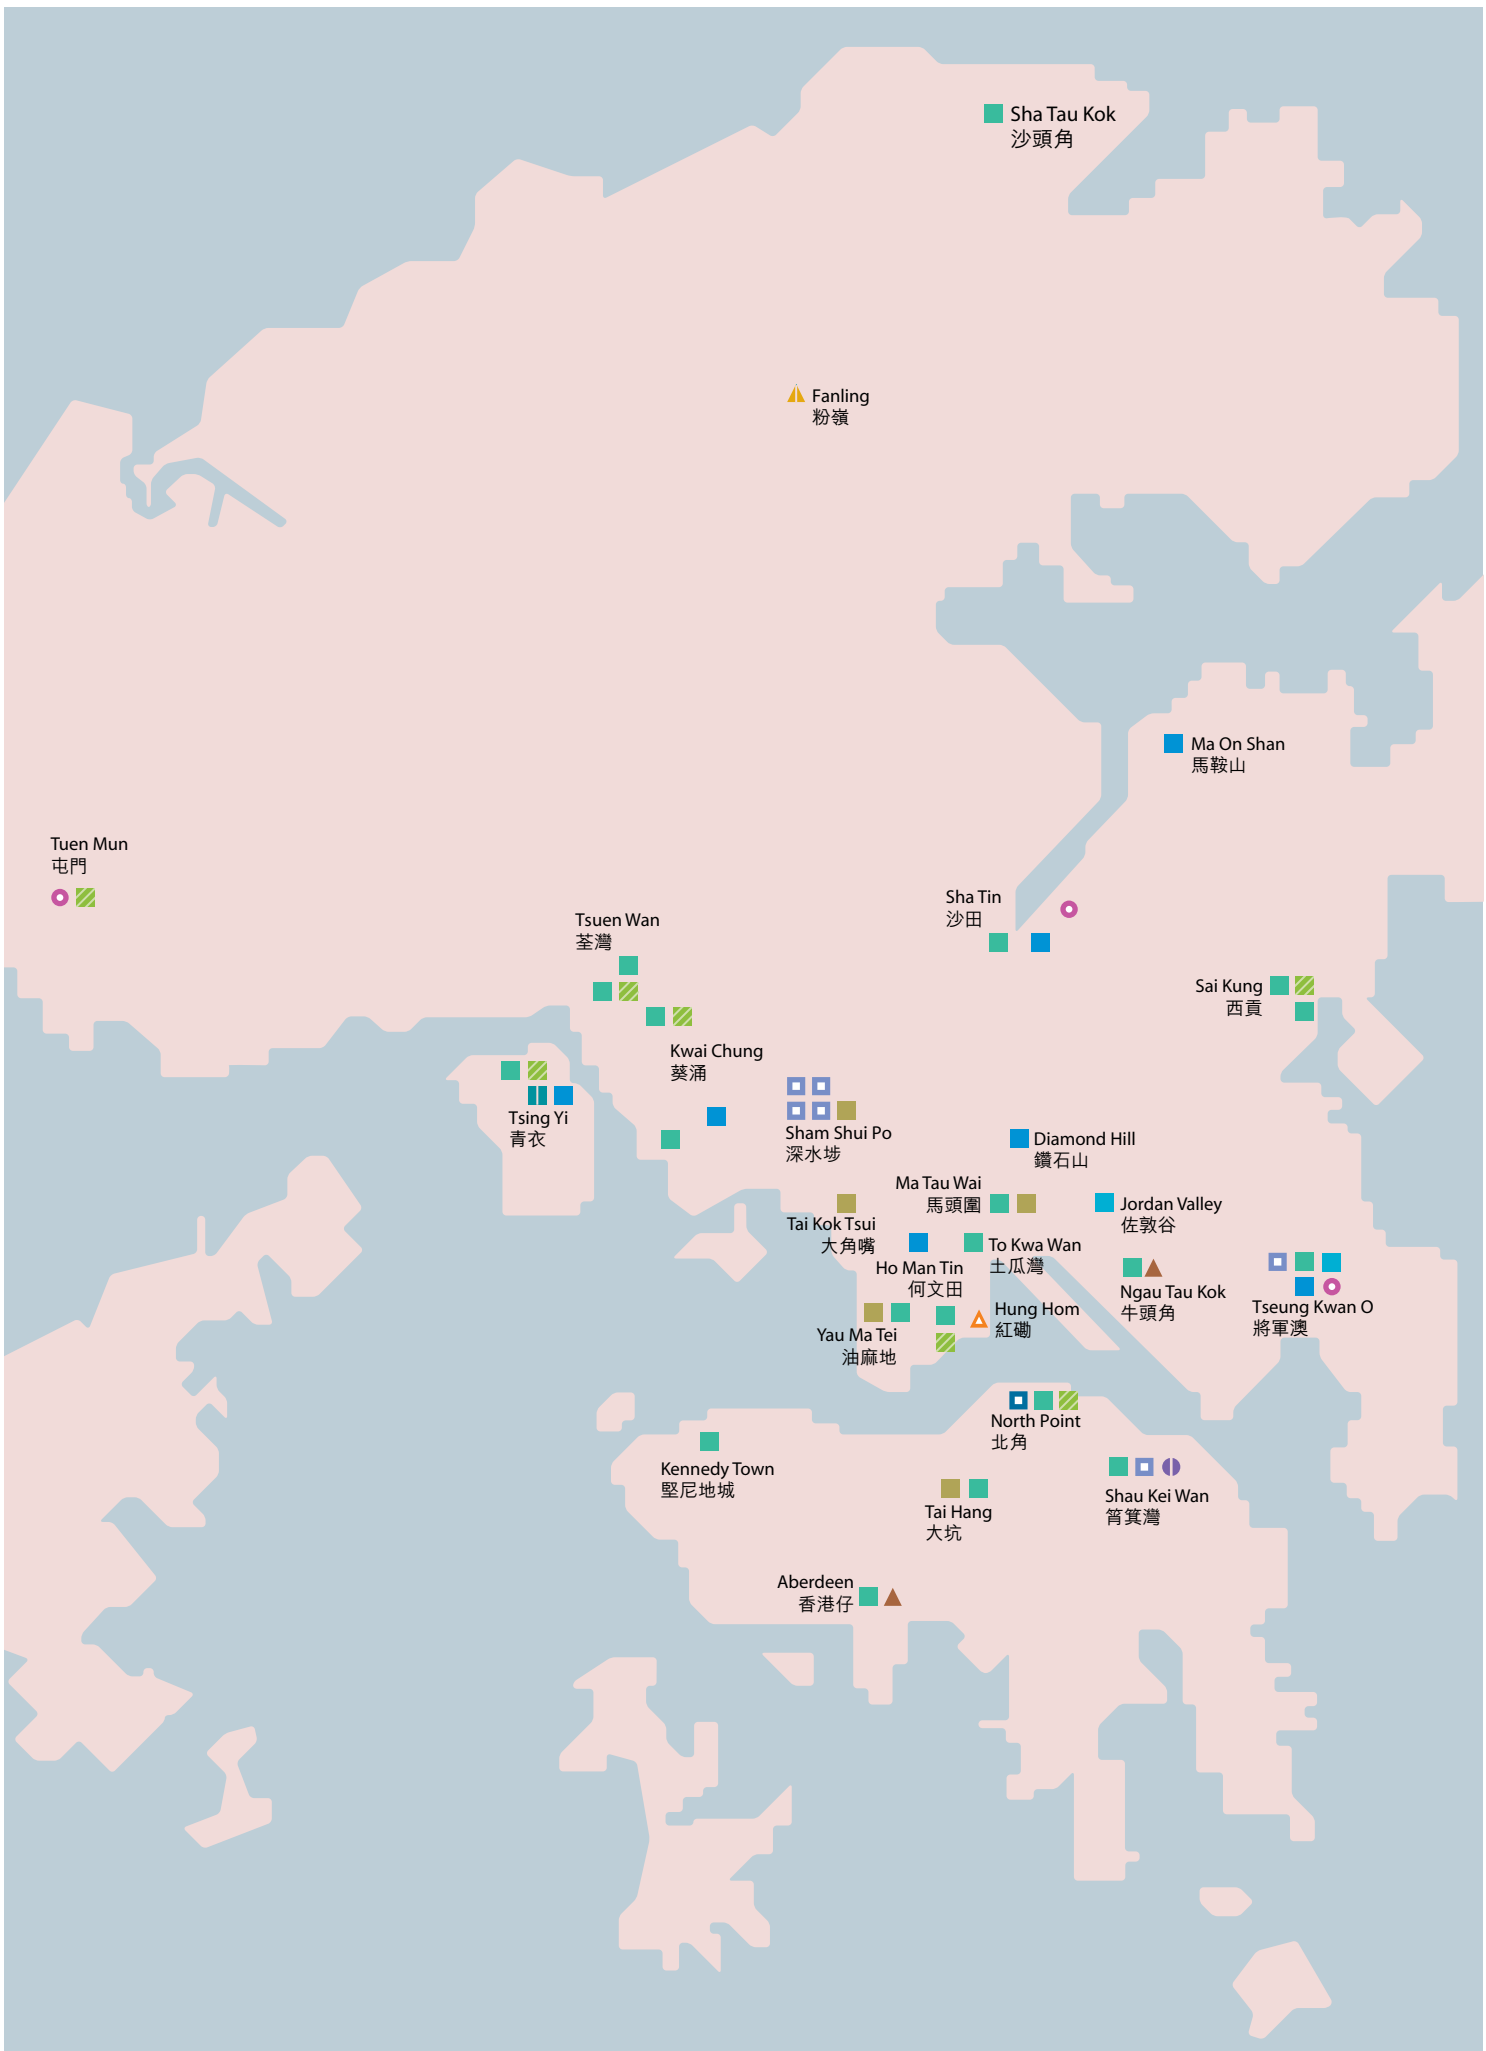 Sha Tau Kok
沙頭角
Fanling
粉嶺
Ma On Shan
馬鞍山
Tuen Mun
屯門
Sha Tin
沙田
Tsuen Wan
荃灣
Sai Kung
西貢
Kwai Chung
葵涌
Tsing Yi
青衣
Sham Shui Po
深水埗
Diamond Hill
鑽石山
Ma Tau Wai
馬頭圍
Jordan Valley
佐敦谷
Tai Kok Tsui
大角嘴
To Kwa Wan
土瓜灣
Ho Man Tin
何文田
Ngau Tau Kok
牛頭角
Tseung Kwan O
將軍澳
Hung Hom
紅磡
Yau Ma Tei
油麻地
North Point
北角
Kennedy Town
堅尼地城
Shau Kei Wan
筲箕灣
Tai Hang
大坑
Aberdeen
香港仔